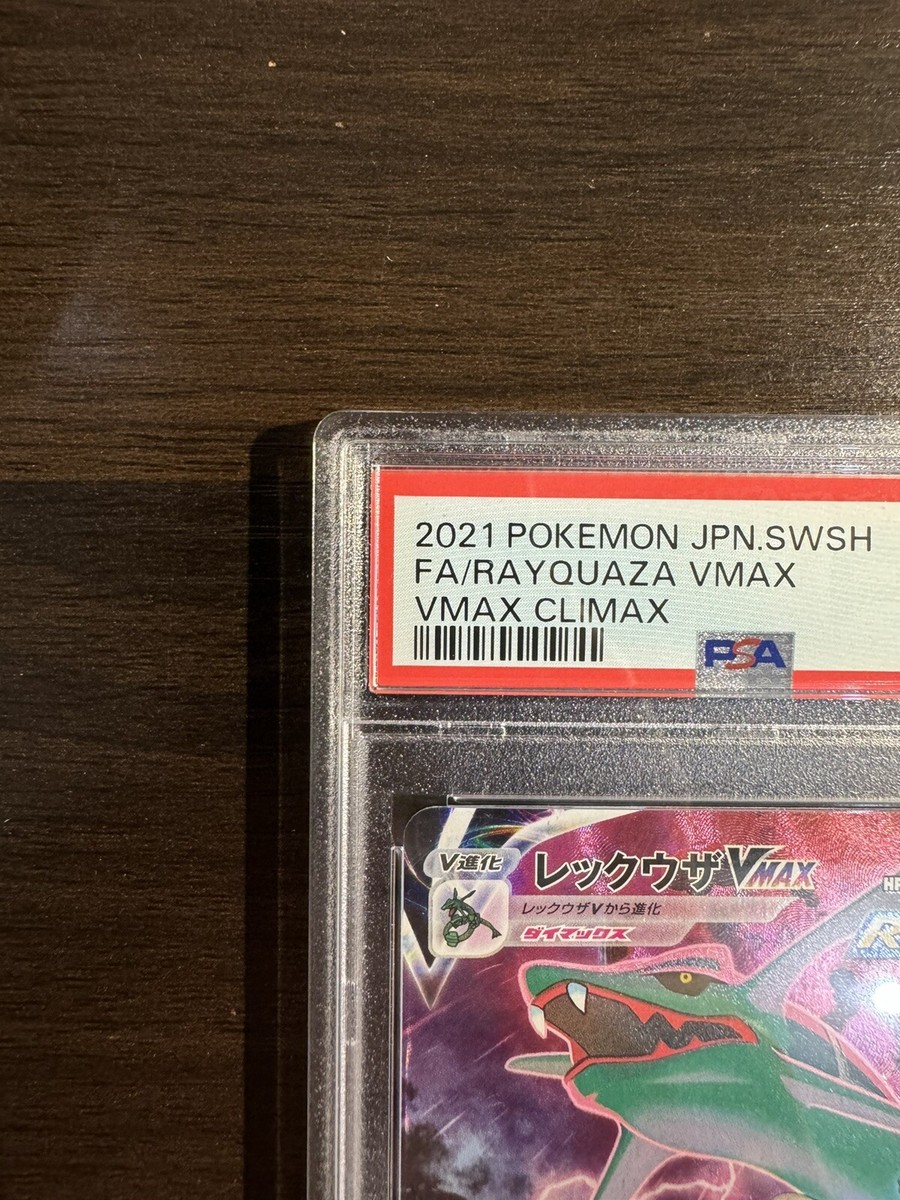 2021 POKEMON JPN.SWSH
FA/RAYQUAZA VMAX
VMAX CLIMAX
PSA
V進化
レックウザVMAX
HP
レックウザVから進化
ダイマックス